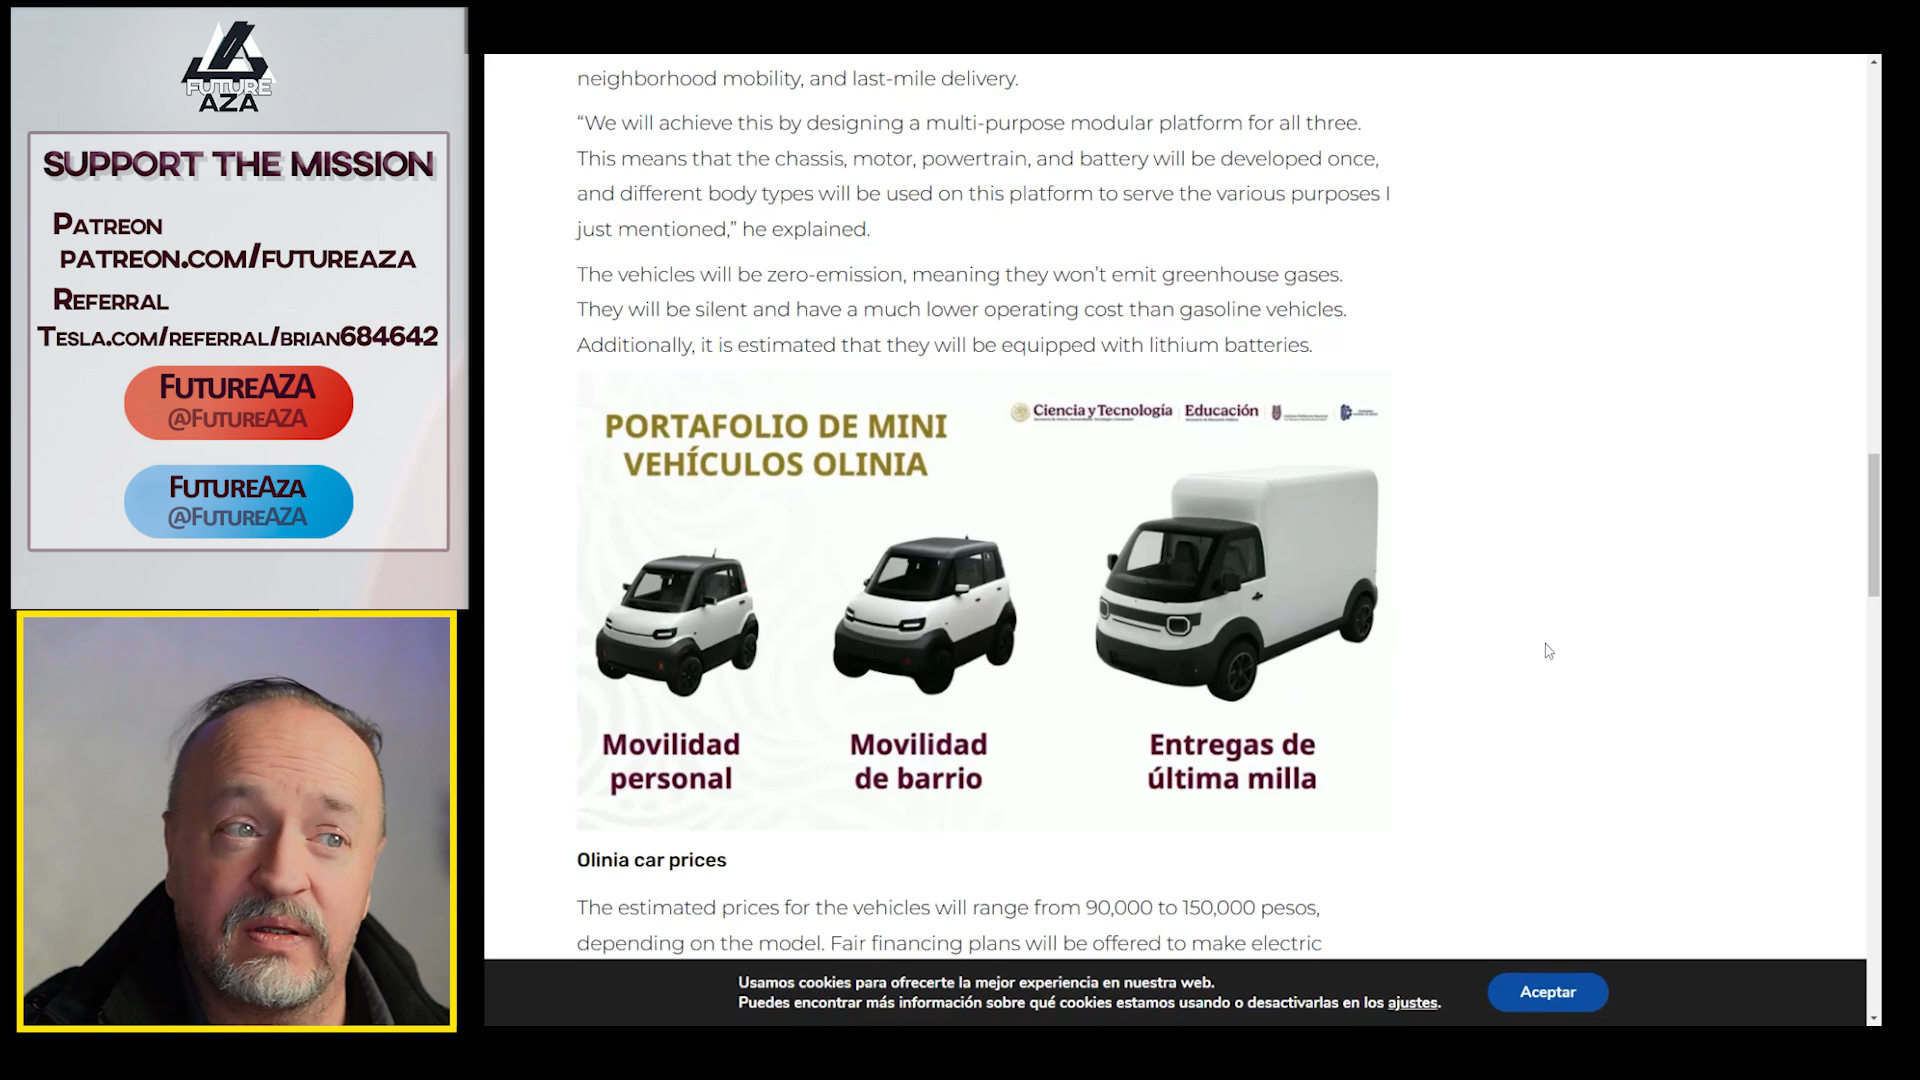 FUTURE
AZA
SUPPORT THE MISSION
PATREON
PATREON.COM/FUTUREAZA
REFERRAL
TESLA.COM/REFERRAL/BRIAN684642
FUTUREAZA
@FUTUREAZA
FUTUREAZA
@FUTUREAZA
neighborhood mobility, and last-mile delivery.
“We will achieve this by designing a multi-purpose modular platform for all three.
This means that the chassis, motor, powertrain, and battery will be developed once,
and different body types will be used on this platform to serve the various purposes I
just mentioned,” he explained.
The vehicles will be zero-emission, meaning they won’t emit greenhouse gases.
They will be silent and have a much lower operating cost than gasoline vehicles.
Additionally, it is estimated that they will be equipped with lithium batteries.
PORTAFOLIO DE MINI
VEHÍCULOS OLINIA
Ciencia y Tecnología
Educación
Movilidad
personal
Movilidad
de barrio
Entregas de
última milla
Olinia car prices
The estimated prices for the vehicles will range from 90,000 to 150,000 pesos,
depending on the model. Fair financing plans will be offered to make electric
Usamos cookies para ofrecerte la mejor experiencia en nuestra web.
Puedes encontrar más información sobre qué cookies estamos usando o desactivarlas en los ajustes.
Aceptar